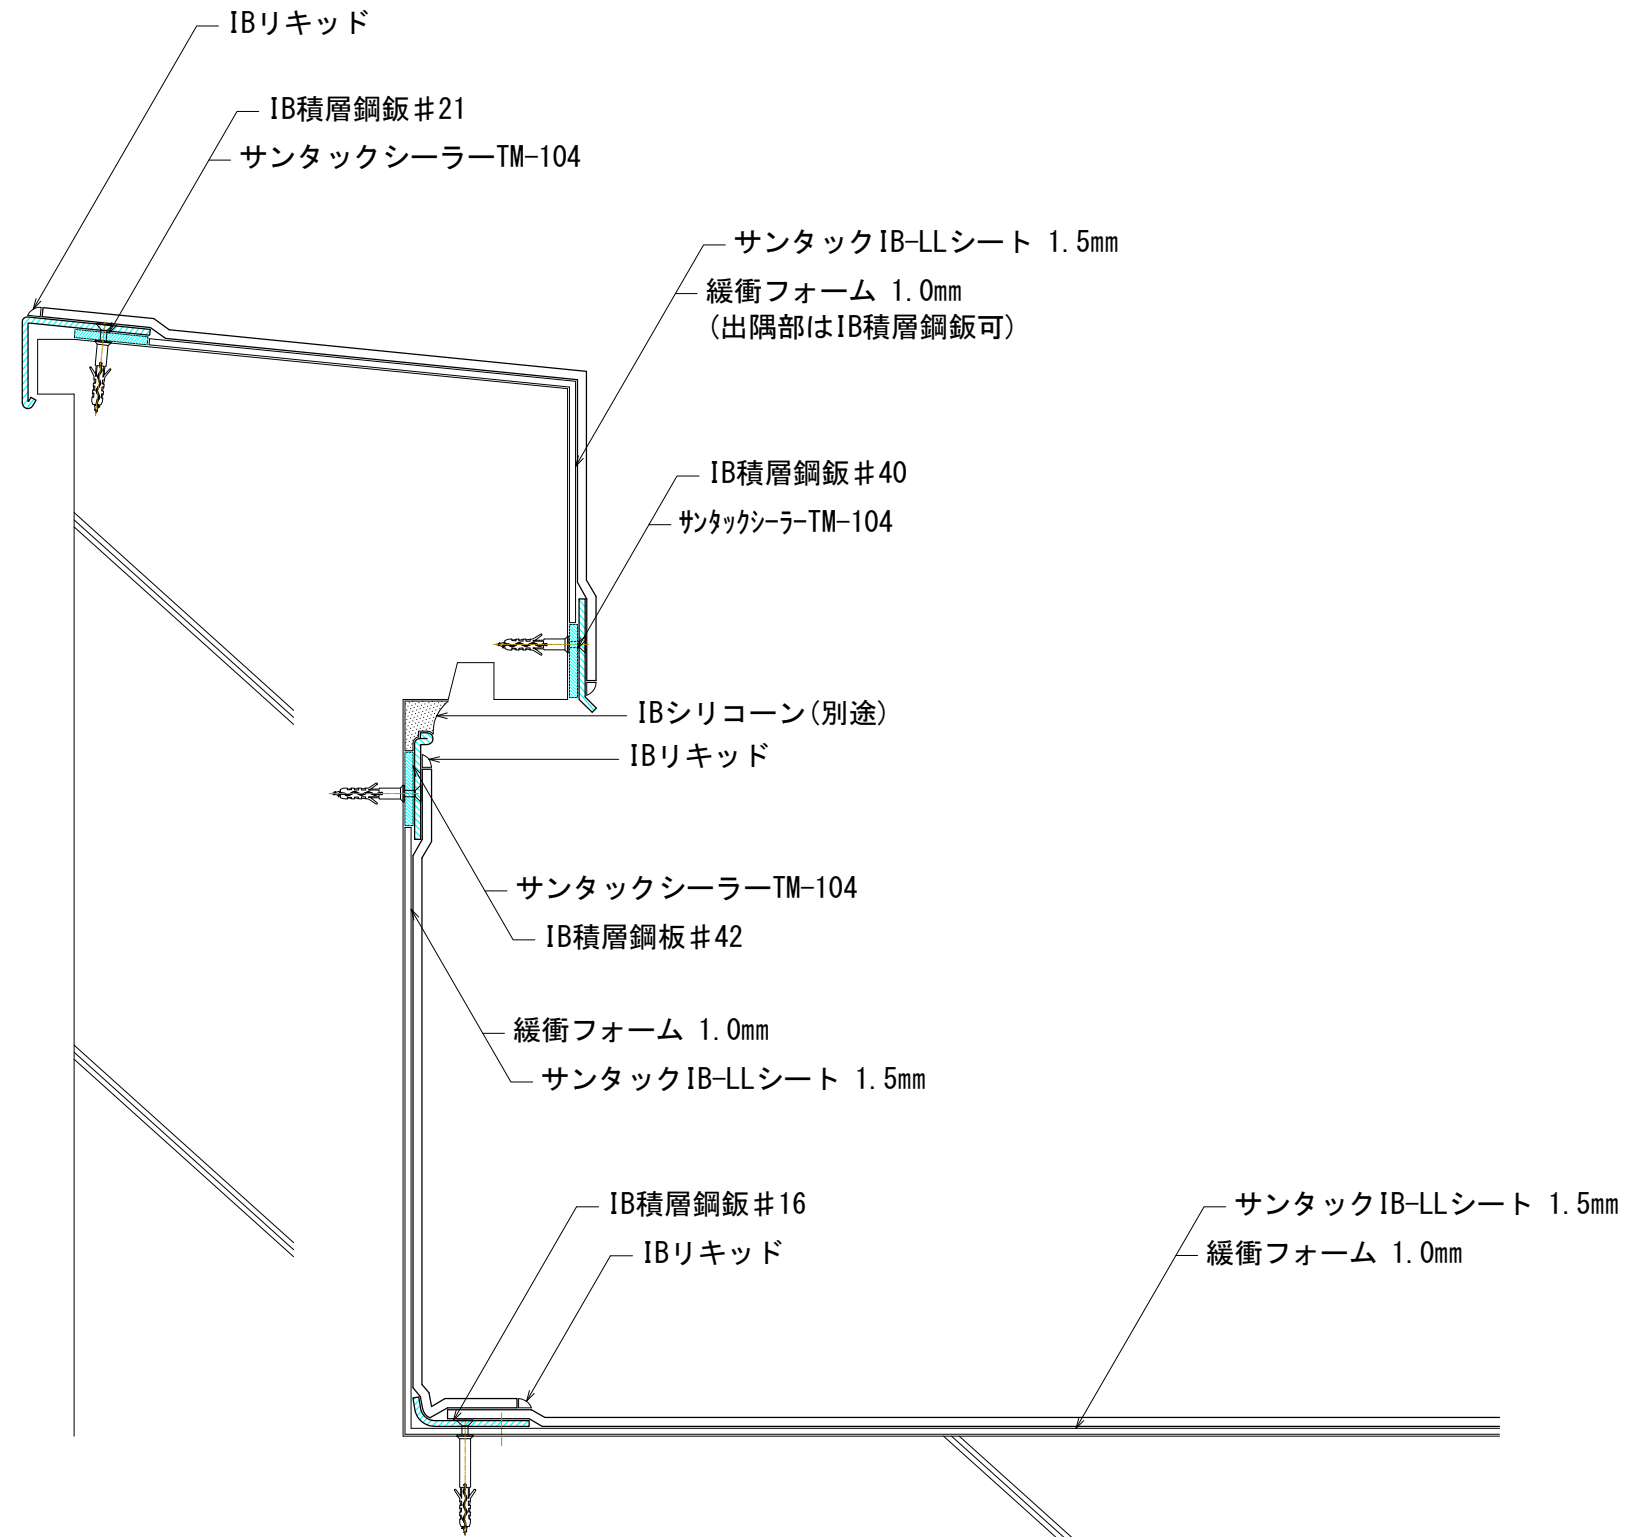 IBリキッド
IB積層鋼鈑♯21
サンタックシーラーTM-104
サンタックIB-LLシート 1.5mm
緩衝フォーム 1.0mm
(出隅部はIB積層鋼鈑可)
IB積層鋼鈑♯40
ｻﾝﾀｯｸｼｰﾗｰTM-104
IBシリコーン(別途)
IBリキッド
サンタックシーラーTM-104
IB積層鋼板♯42
緩衝フォーム 1.0mm
サンタックIB-LLシート 1.5mm
IB積層鋼鈑♯16
IBリキッド
サンタックIB-LLシート 1.5mm
緩衝フォーム 1.0mm